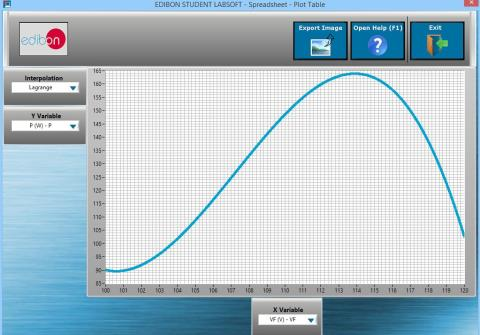 EDIBON STUDENT LABSOFT - Spreadsheet - Plot Table
edibon
Export Image
Open Help (F1)
Exit
Interpolation
Lagrange
Y Variable
P (W) - P
165
160
155
150
145
140
135
130
125
120
115
110
105
100
95
90
85
100 101 102 103 104 105 106 107 108 109 110 111 112 113 114 115 116 117 118 119 120
X Variable
VF (V) - VF